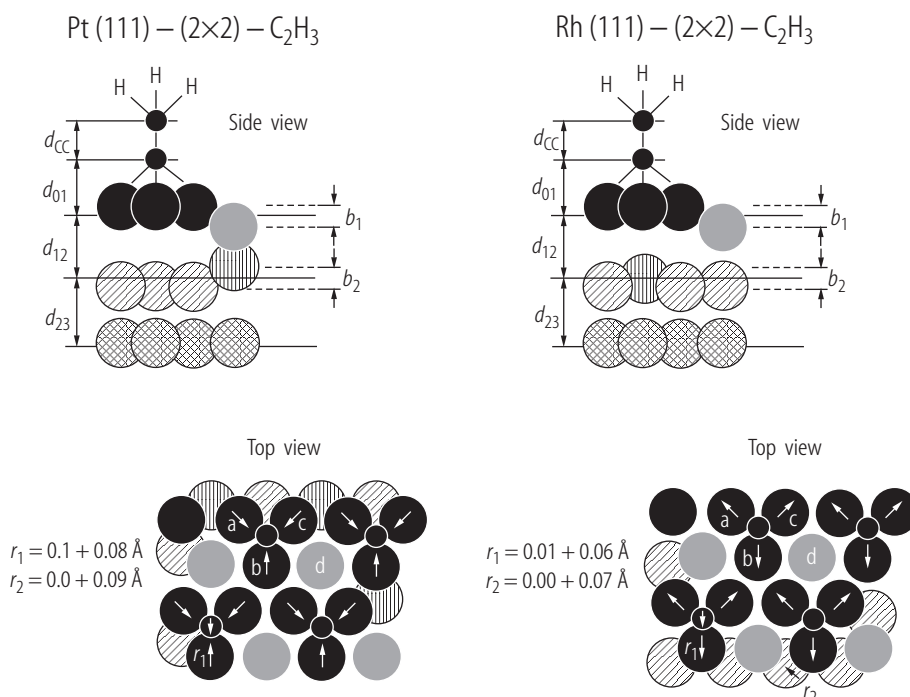 Pt (111) – (2×2) – C₂H₃
H
H
H
Side view
d_CC
d₀₁
d₁₂
d₂₃
b₁
b₂
Rh (111) – (2×2) – C₂H₃
H
H
H
Side view
d_CC
d₀₁
d₁₂
d₂₃
b₁
b₂
Top view
a
c
b
d
r₁
r₁ = 0.1 + 0.08 Å
r₂ = 0.0 + 0.09 Å
Top view
a
c
b
d
r₁
r₂
r₁ = 0.01 + 0.06 Å
r₂ = 0.00 + 0.07 Å